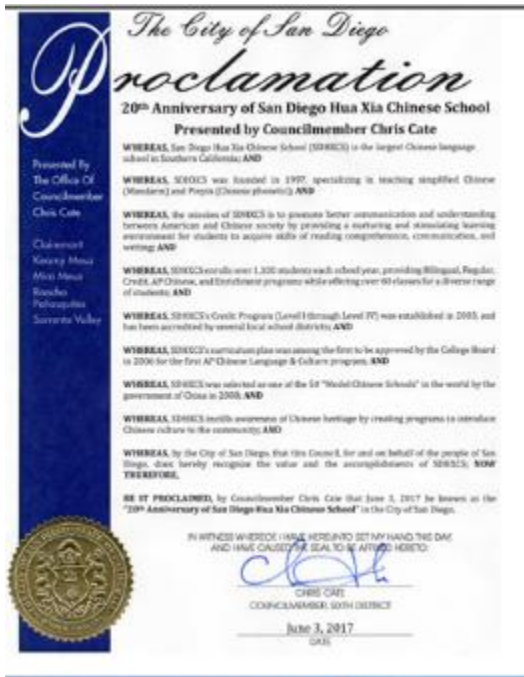 The City of San Diego
Proclamation
20th Anniversary of San Diego Hua Xia Chinese School
Presented by Councilmember Chris Cate
Presented By
The Office Of
Councilmember
Chris Cate
Clairemont
Kearny Mesa
Mira Mesa
Rancho
Peñasquitos
Sorrento Valley
WHEREAS, San Diego Hua Xia Chinese School (SDHXCS) is the largest Chinese language
school in Southern California; AND
WHEREAS, SDHXCS was founded in 1997, specializing in teaching simplified Chinese
(Mandarin) and Pinyin (Chinese phonetic); AND
WHEREAS, the mission of SDHXCS is to promote better communication and understanding
between American and Chinese society by providing a nurturing and stimulating learning
environment for students to acquire skills of reading comprehension, communication, and
writing; AND
WHEREAS, SDHXCS enrolls over 1,100 students each school year, providing Bilingual, Regular,
Credit, AP Chinese, and Enrichment programs while offering over 60 classes for a diverse range
of students; AND
WHEREAS, SDHXCS's Credit Program (Level I through Level IV) was established in 2003, and
has been accredited by several local school districts; AND
WHEREAS, SDHXCS's curriculum plan was among the first to be approved by the College Board
in 2006 for the first AP Chinese Language & Culture program; AND
WHEREAS, SDHXCS was selected as one of the 50 "Model Chinese Schools" in the world by the
government of China in 2009; AND
WHEREAS, SDHXCS instills awareness of Chinese heritage by creating programs to introduce
Chinese culture to the community; AND
WHEREAS, by the City of San Diego, that this Council, for and on behalf of the people of San
Diego, does hereby recognize the value and the accomplishments of SDHXCS; NOW
THEREFORE,
BE IT PROCLAIMED, by Councilmember Chris Cate that June 3, 2017 be known as the
"20th Anniversary of San Diego Hua Xia Chinese School" in the City of San Diego.
IN WITNESS WHEREOF, I HAVE HEREUNTO SET MY HAND, THIS DAY,
AND HAVE CAUSED THE SEAL TO BE AFFIXED HERETO:
CHRIS CATE
COUNCILMEMBER, SIXTH DISTRICT
June 3, 2017
DATE